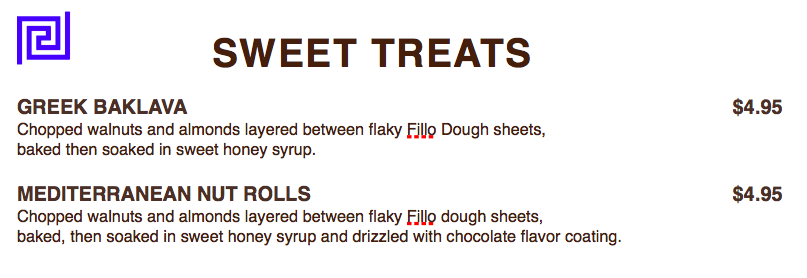 SWEET TREATS
GREEK BAKLAVA $4.95
Chopped walnuts and almonds layered between flaky Fillo Dough sheets,
baked then soaked in sweet honey syrup.
MEDITERRANEAN NUT ROLLS $4.95
Chopped walnuts and almonds layered between flaky Fillo dough sheets,
baked, then soaked in sweet honey syrup and drizzled with chocolate flavor coating.